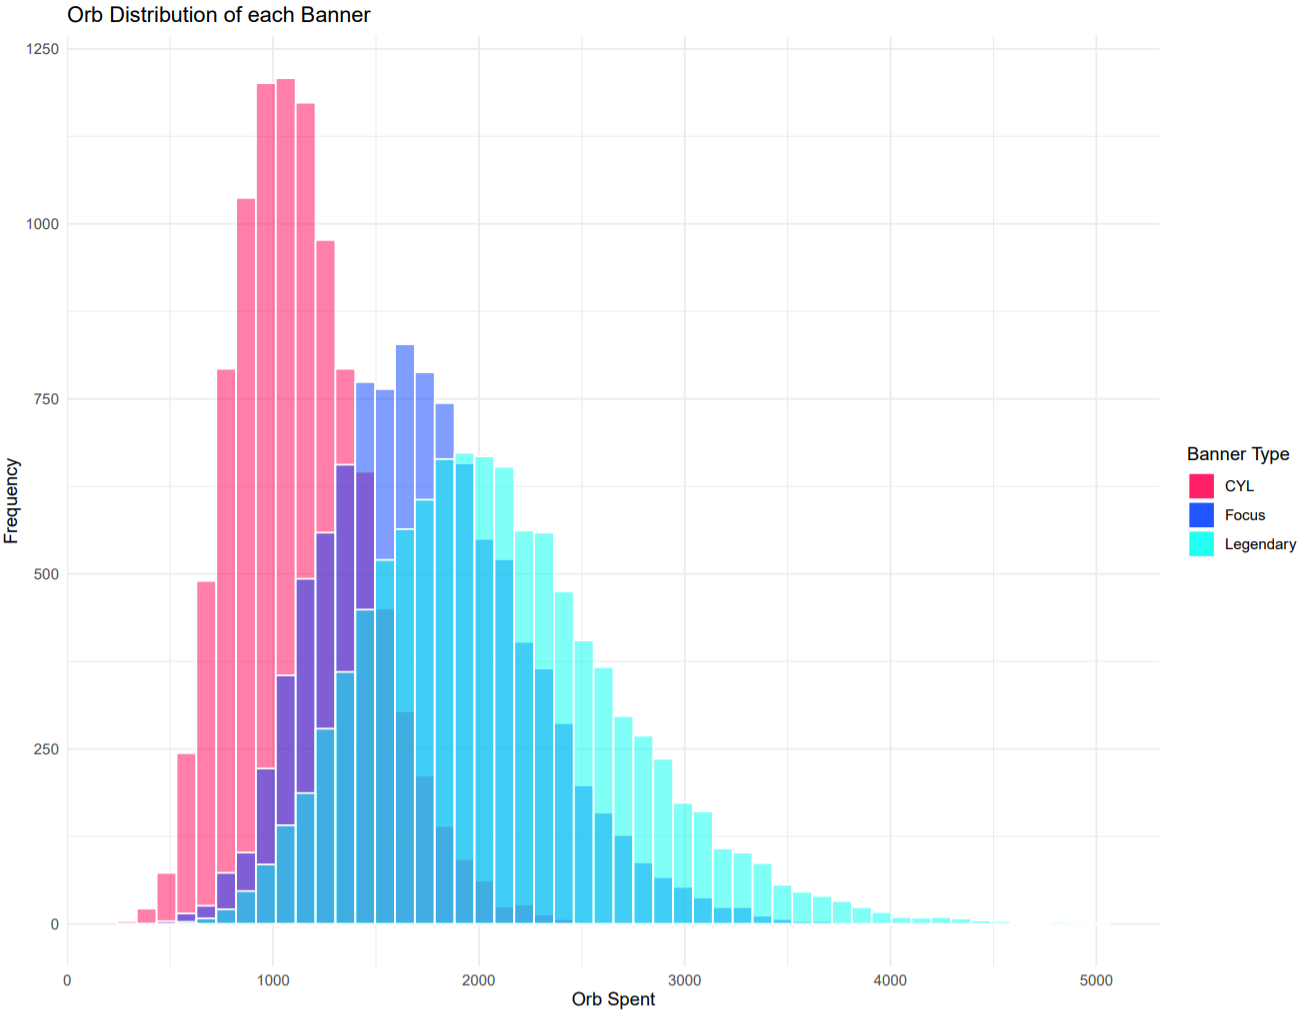 Orb Distribution of each Banner
1250
1000
750
500
250
0
Frequency
0 1000 2000 3000 4000 5000
Orb Spent
Banner Type
CYL
Focus
Legendary